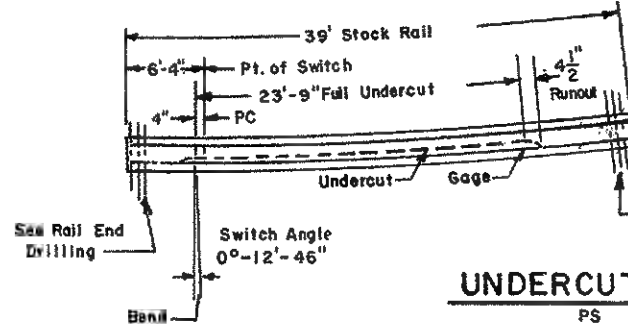 39' Stock Rail
6'-4"
Pt. of Switch
4 1/2"
Runout
23'-9" Full Undercut
4"
PC
Undercut
Gage
See Rail End
Drilling
Switch Angle
0°-12'-46"
Bend
UNDERCUT
PS